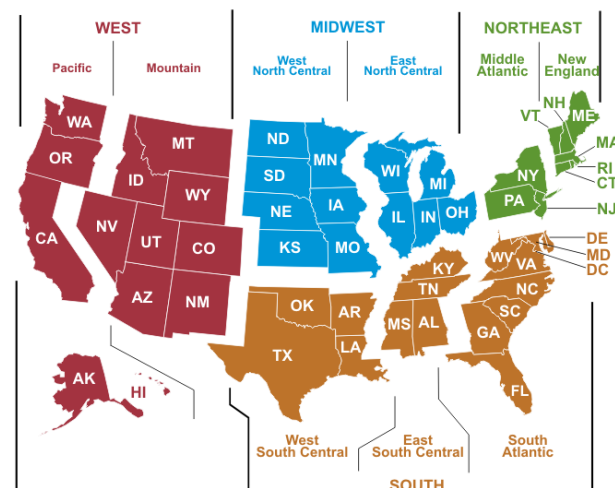 WEST
MIDWEST
NORTHEAST
Pacific
Mountain
West
North Central
East
North Central
Middle
Atlantic
New
England
WA
OR
CA
MT
ID
WY
NV
UT
CO
AZ
NM
AK
HI
ND
SD
NE
KS
MN
IA
MO
WI
MI
IL
IN
OH
VT
NH
ME
MA
RI
CT
NY
PA
NJ
DE
MD
DC
WV
VA
NC
SC
GA
FL
KY
TN
MS
AL
OK
AR
TX
LA
West
South Central
East
South Central
South
Atlantic
SOUTH